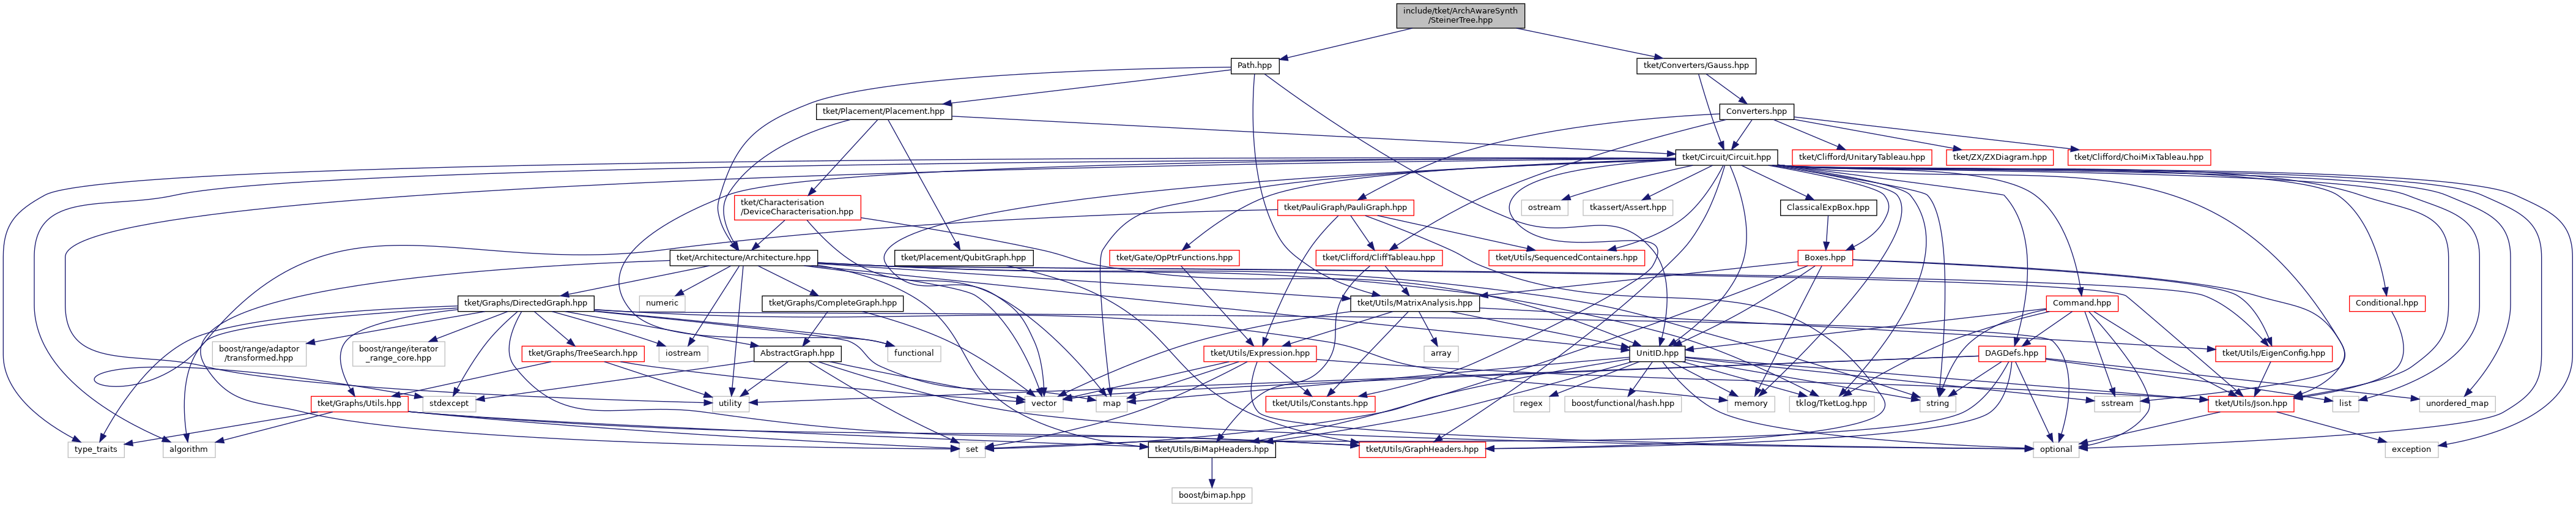 include/tket/ArchAwareSynth
/SteinerTree.hpp
Path.hpp
tket/Converters/Gauss.hpp
tket/Placement/Placement.hpp
Converters.hpp
tket/Circuit/Circuit.hpp
tket/Clifford/UnitaryTableau.hpp
tket/ZX/ZXDiagram.hpp
tket/Clifford/ChoiMixTableau.hpp
tket/Characterisation
/DeviceCharacterisation.hpp
tket/PauliGraph/PauliGraph.hpp
ostream
tkassert/Assert.hpp
ClassicalExpBox.hpp
tket/Architecture/Architecture.hpp
tket/Placement/QubitGraph.hpp
tket/Gate/OpPtrFunctions.hpp
tket/Clifford/CliffTableau.hpp
tket/Utils/SequencedContainers.hpp
Boxes.hpp
tket/Graphs/DirectedGraph.hpp
numeric
tket/Graphs/CompleteGraph.hpp
tket/Utils/MatrixAnalysis.hpp
Command.hpp
Conditional.hpp
boost/range/adaptor
/transformed.hpp
boost/range/iterator
_range_core.hpp
tket/Graphs/TreeSearch.hpp
iostream
AbstractGraph.hpp
functional
tket/Utils/Expression.hpp
array
UnitID.hpp
DAGDefs.hpp
tket/Utils/EigenConfig.hpp
tket/Graphs/Utils.hpp
stdexcept
utility
vector
map
tket/Utils/Constants.hpp
regex
boost/functional/hash.hpp
memory
tklog/TketLog.hpp
string
sstream
tket/Utils/Json.hpp
list
unordered_map
type_traits
algorithm
set
tket/Utils/BiMapHeaders.hpp
tket/Utils/GraphHeaders.hpp
optional
exception
boost/bimap.hpp